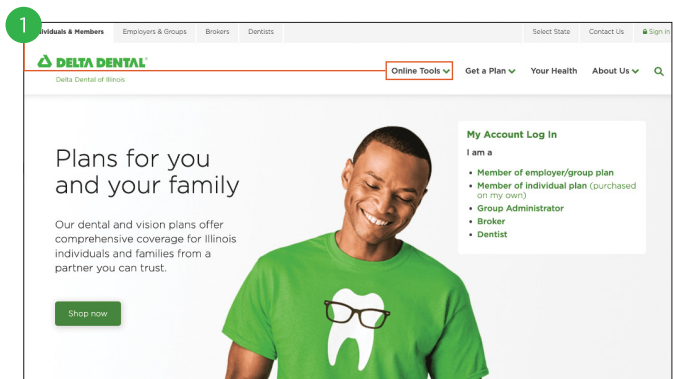 1
ividuals & Members Employers & Groups Brokers Dentists Select State Contact Us Sign in
DELTA DENTAL®
Delta Dental of Illinois
Online Tools Get a Plan Your Health About Us
My Account Log In
I am a
• Member of employer/group plan
• Member of individual plan (purchased
on my own)
• Group Administrator
• Broker
• Dentist
Plans for you
and your family
Our dental and vision plans offer
comprehensive coverage for Illinois
individuals and families from a
partner you can trust.
Shop now